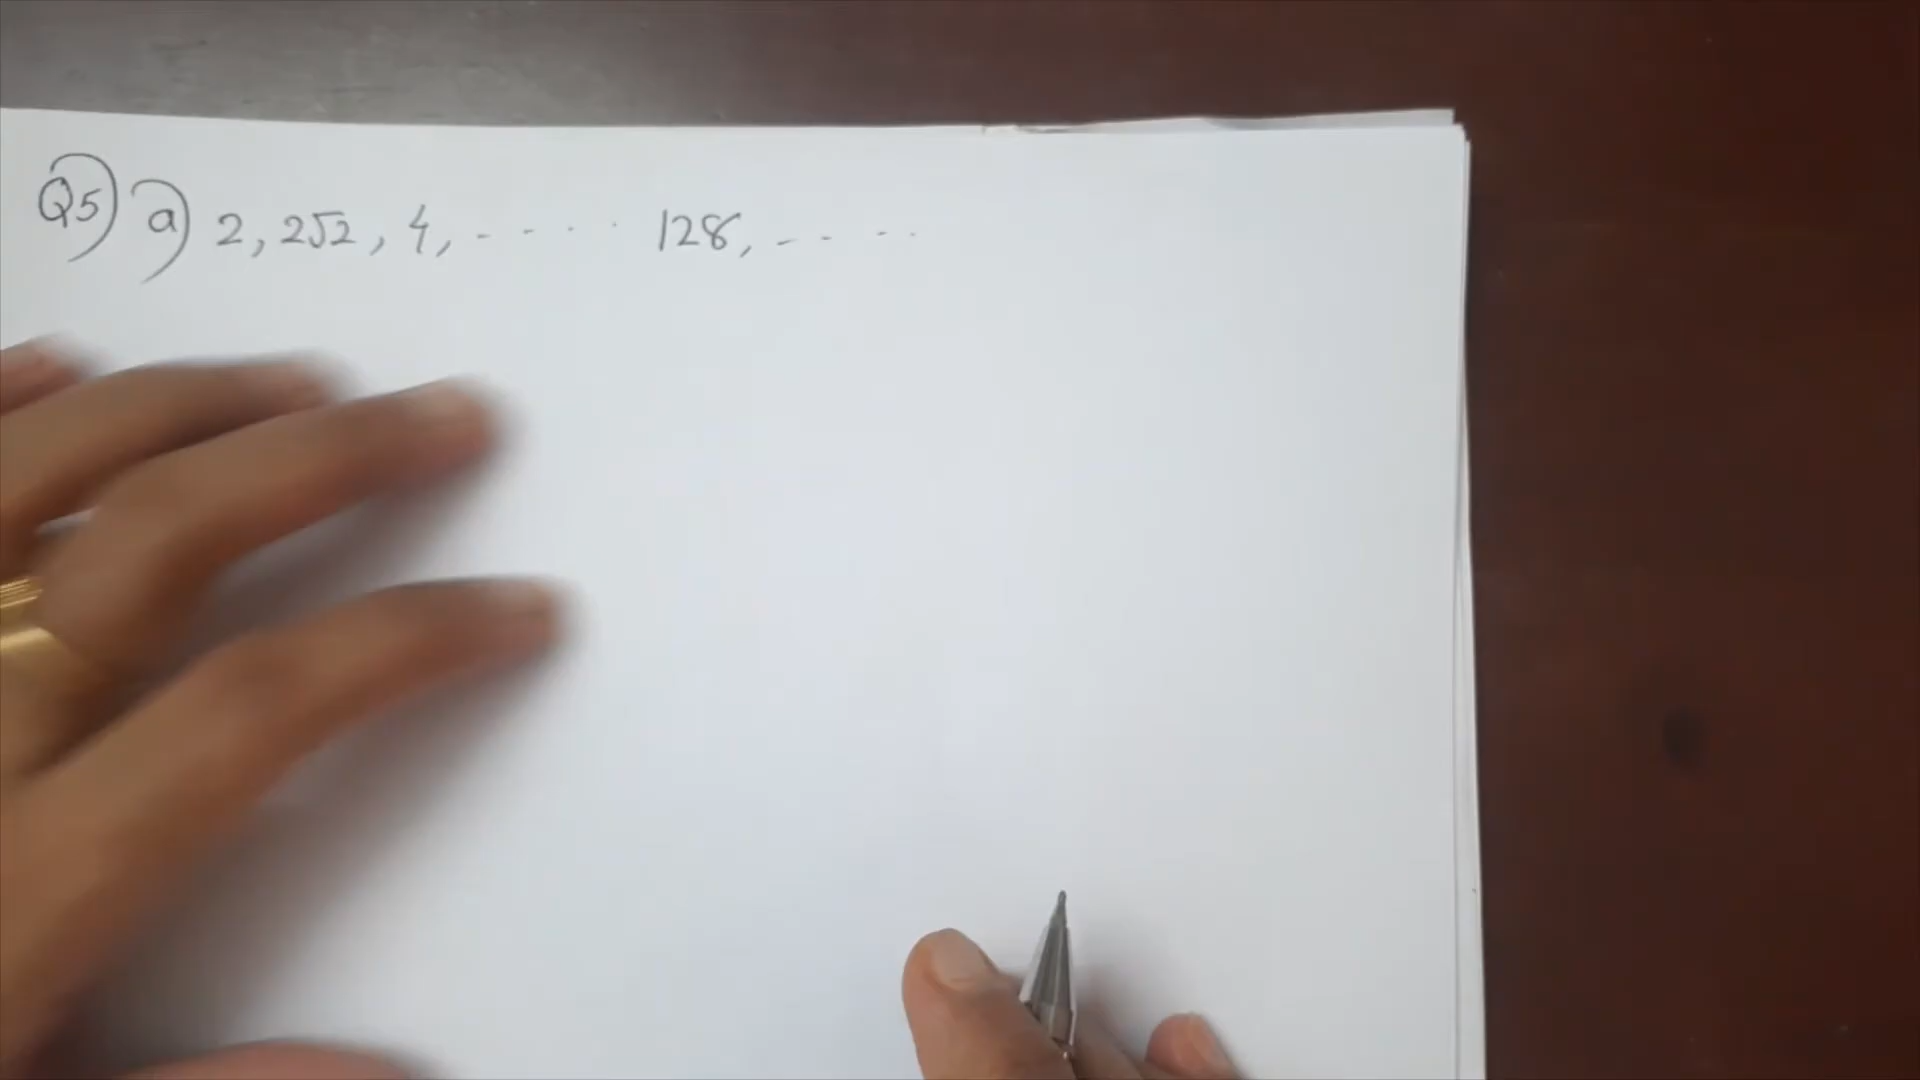 Q5) a) 2, 2√2, 4, ..... 128, .....